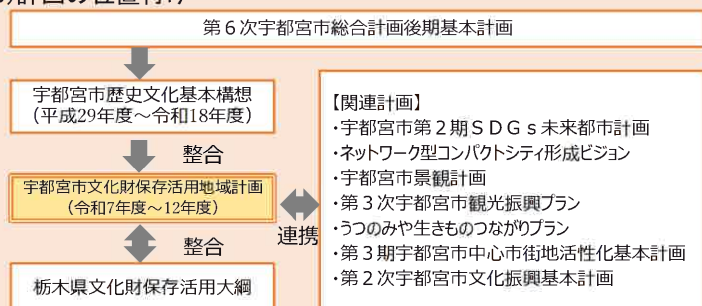 第６次宇都宮市総合計画後期基本計画
宇都宮市歴史文化基本構想
（平成29年度～令和18年度）
整合
宇都宮市文化財保存活用地域計画
（令和7年度～12年度）
連携
整合
栃木県文化財保存活用大綱
【関連計画】
・宇都宮市第２期ＳＤＧｓ未来都市計画
・ネットワーク型コンパクトシティ形成ビジョン
・宇都宮市景観計画
・第３次宇都宮市観光振興プラン
・うつのみや生きものつながりプラン
・第３期宇都宮市中心市街地活性化基本計画
・第２次宇都宮市文化振興基本計画